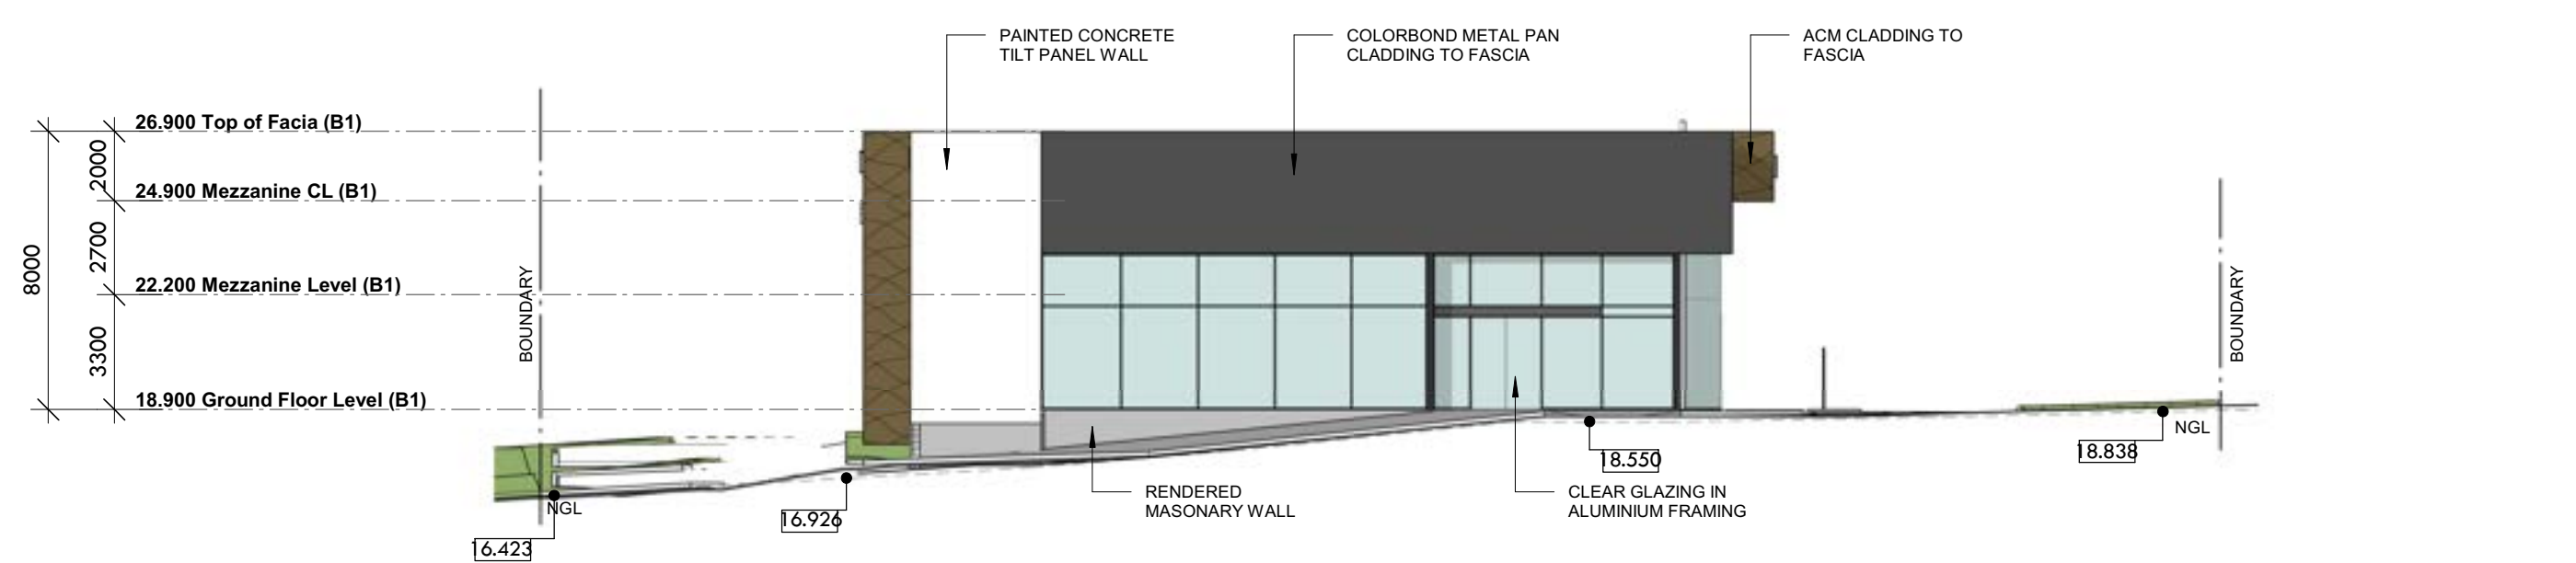 PAINTED CONCRETE
TILT PANEL WALL
COLORBOND METAL PAN
CLADDING TO FASCIA
ACM CLADDING TO
FASCIA
26.900 Top of Facia (B1)
2000
24.900 Mezzanine CL (B1)
2700
8000
22.200 Mezzanine Level (B1)
3300
18.900 Ground Floor Level (B1)
BOUNDARY
BOUNDARY
NGL
16.423
16.926
RENDERED
MASONARY WALL
CLEAR GLAZING IN
ALUMINIUM FRAMING
18.550
18.838
NGL